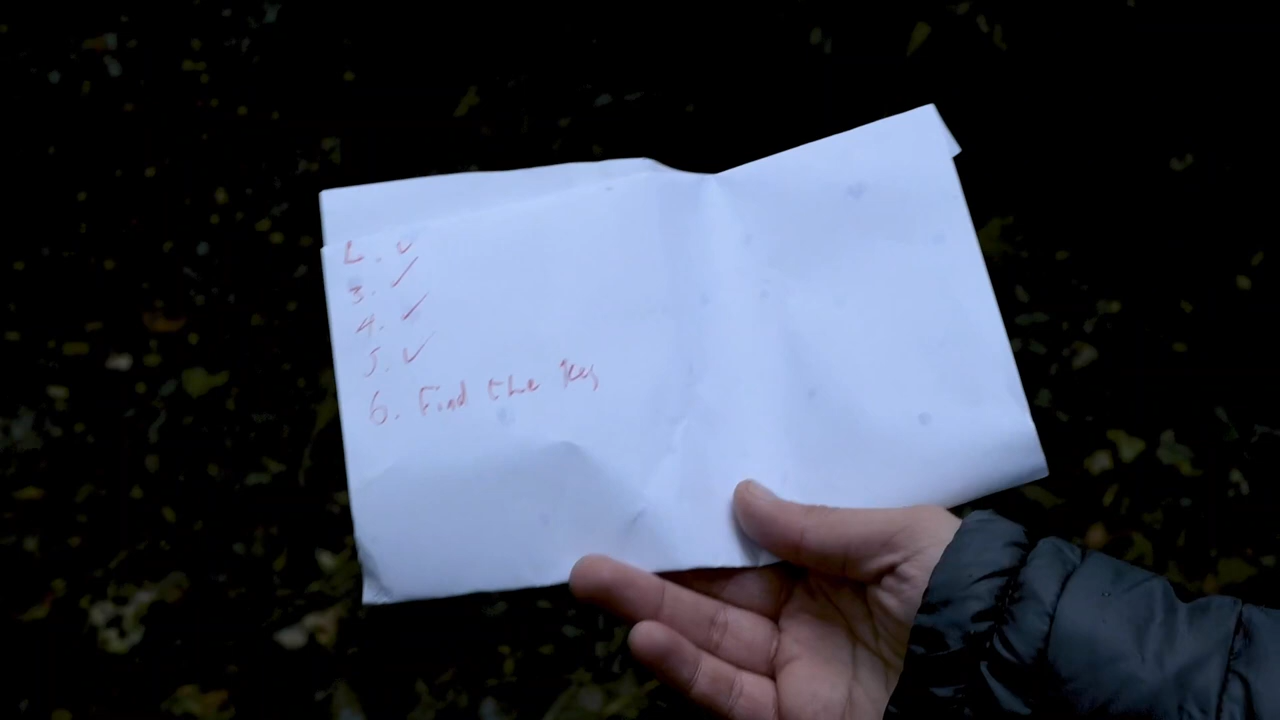 2. ✓
3. ✓
4. ✓
5. ✓
6. Find the key